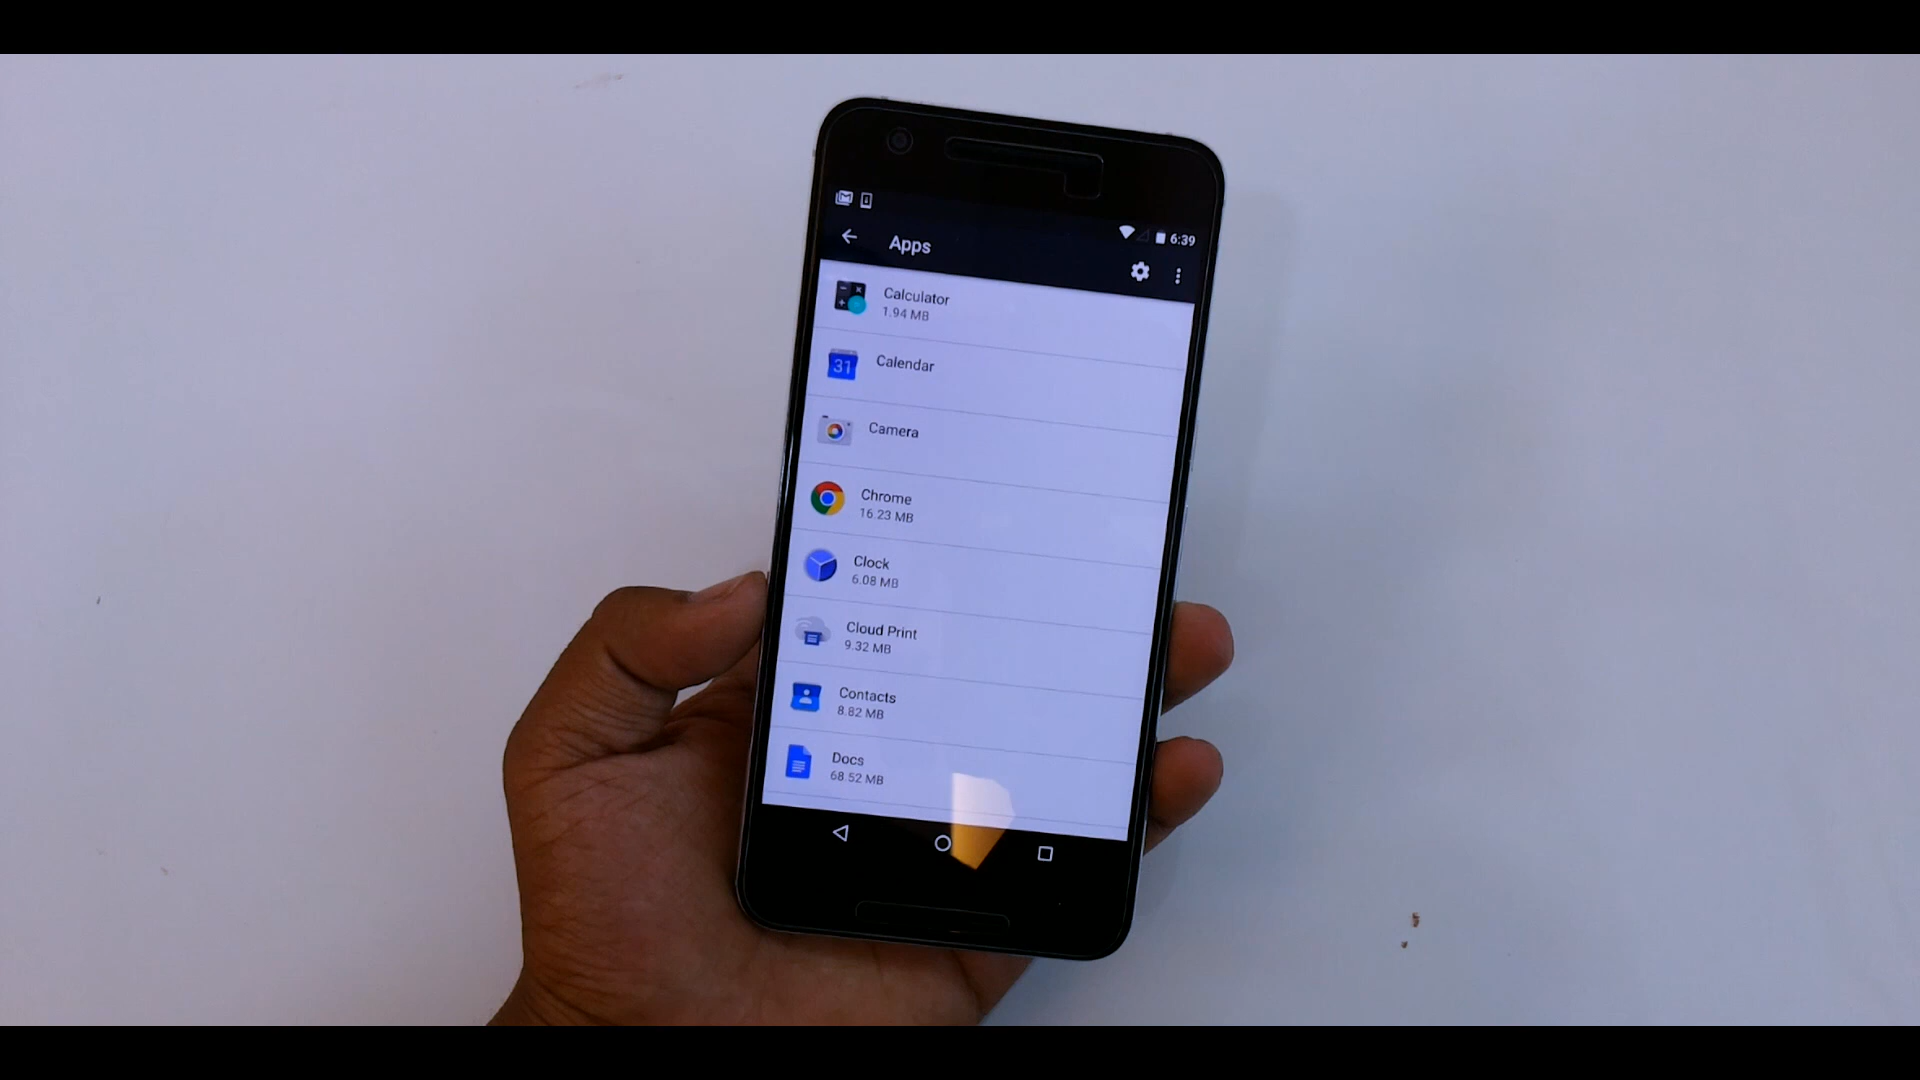 6:39
Apps
Calculator
1.94 MB
31
Calendar
Camera
Chrome
16.23 MB
Clock
6.08 MB
Cloud Print
9.32 MB
Contacts
8.82 MB
Docs
68.52 MB